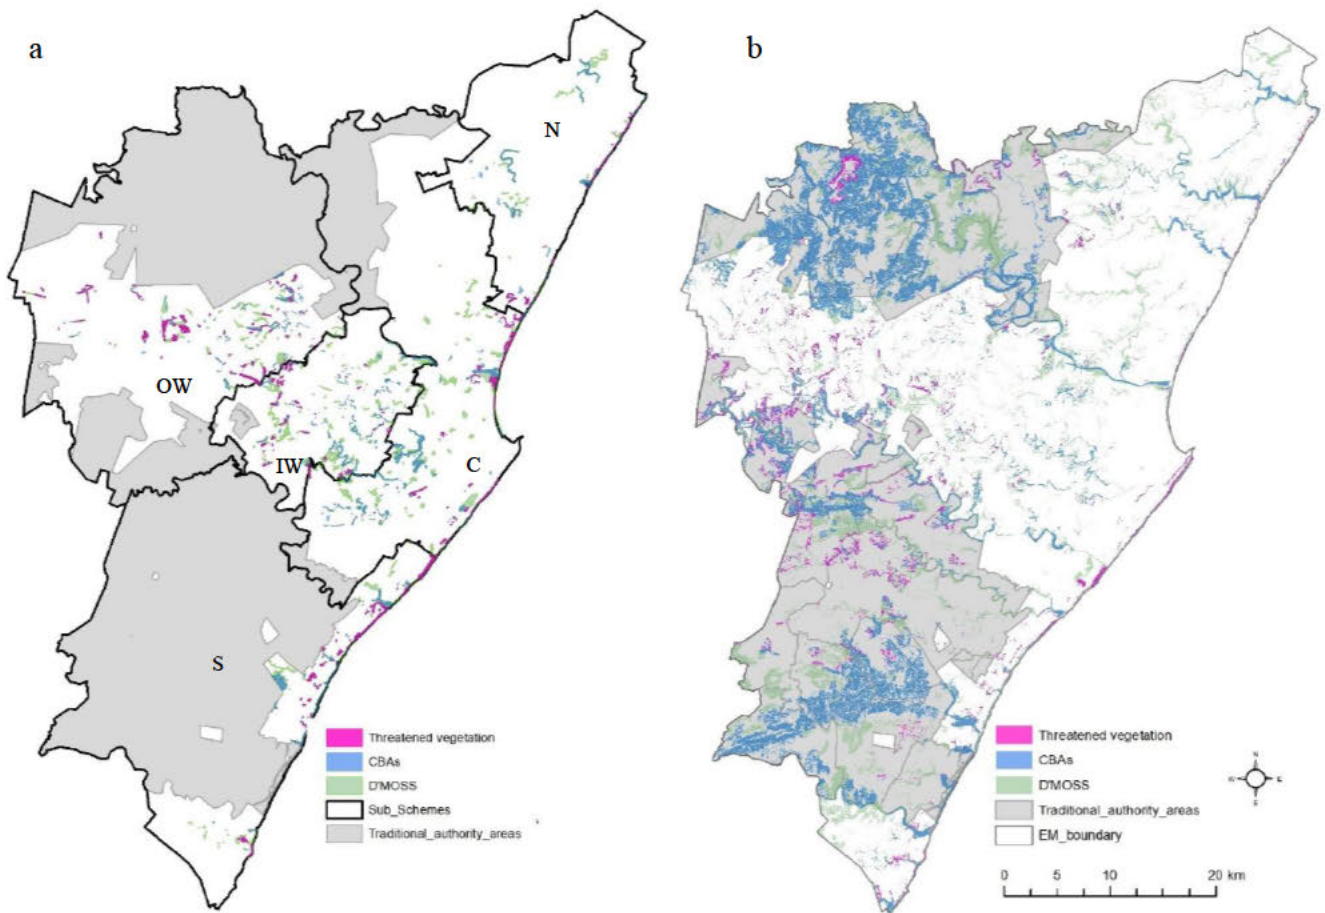 a
b
N
OW
IW
C
S
Threatened vegetation
CBAs
D'MOSS
Sub_Schemes
Traditional_authority_areas
Threatened vegetation
CBAs
D'MOSS
Traditional_authority_areas
EM_boundary
N
W E
S
0 5 10 20 km